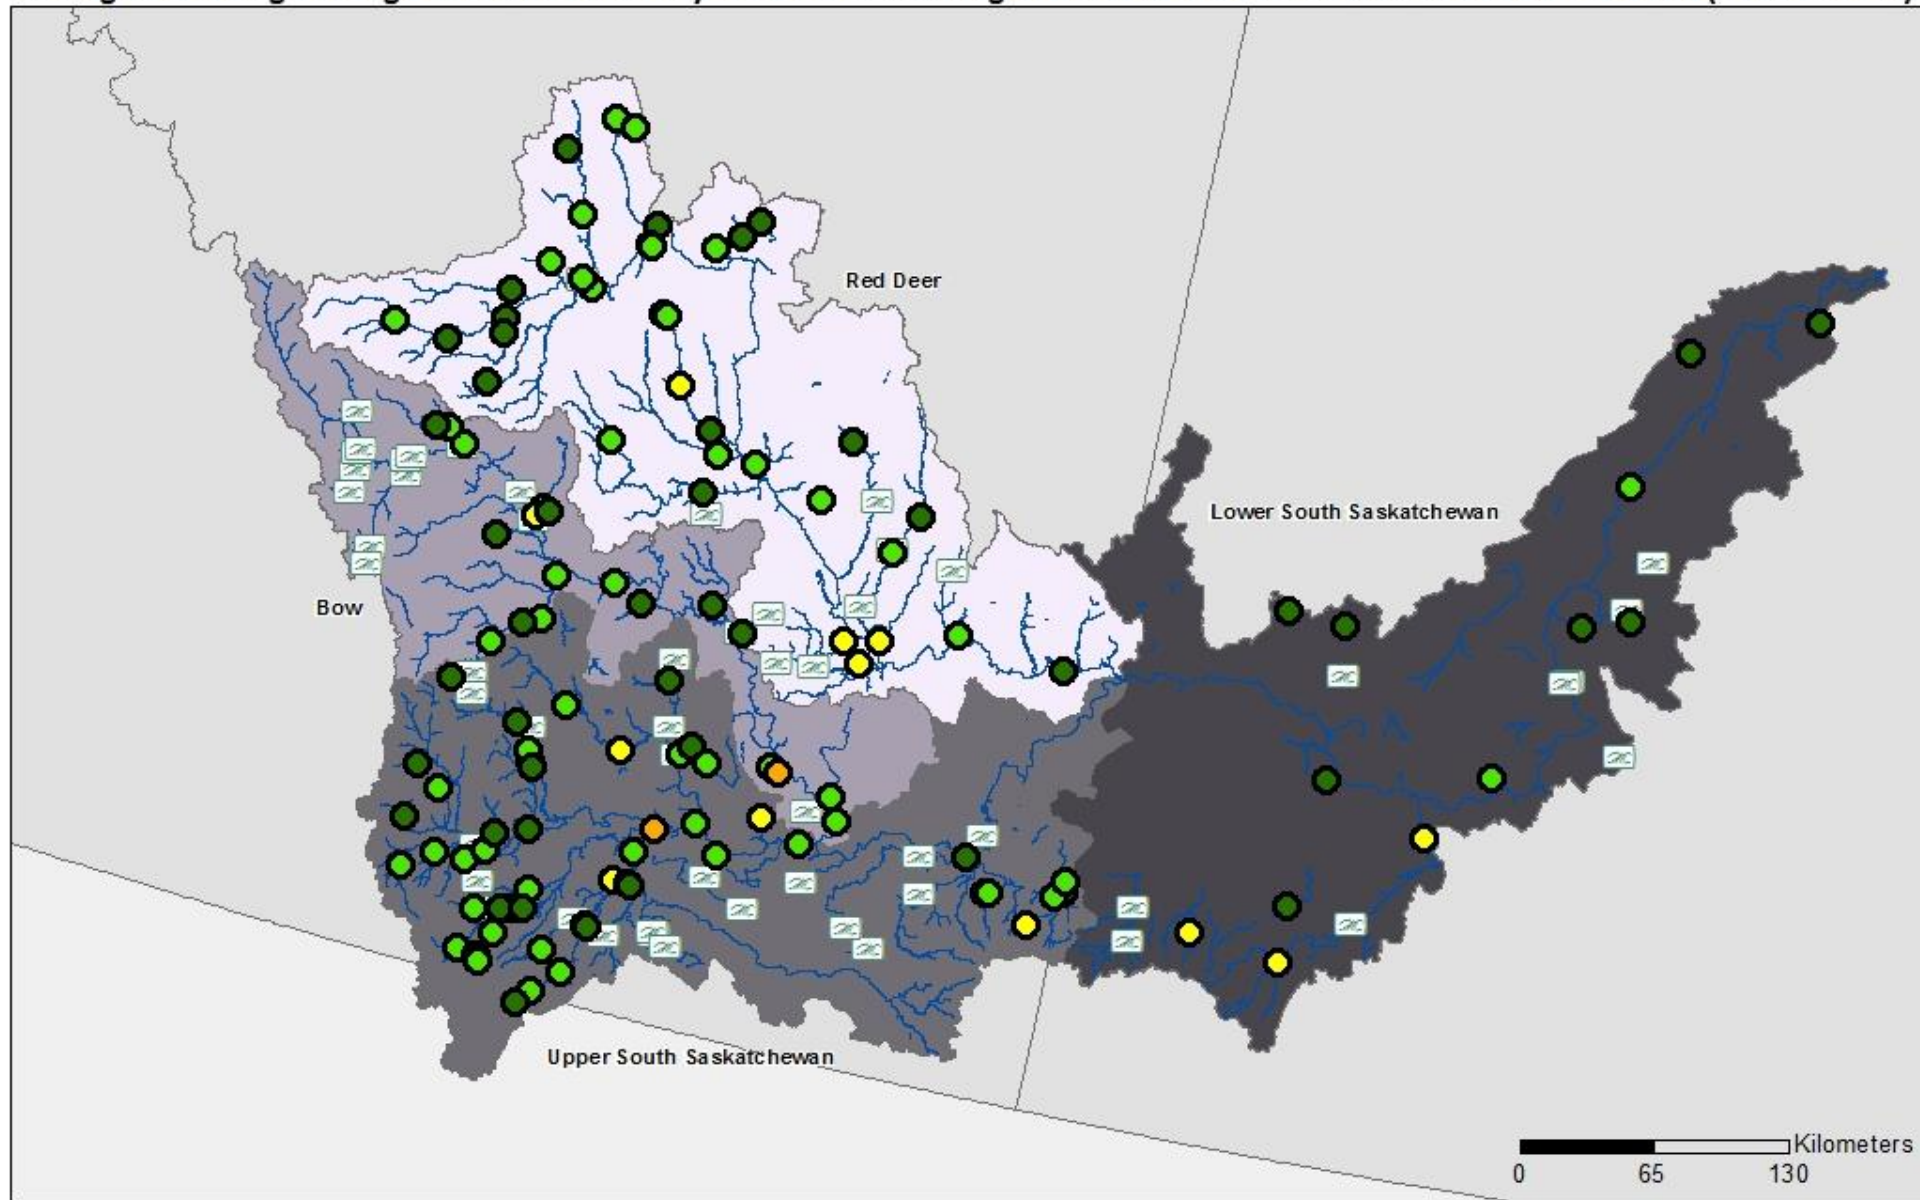 Red Deer
Lower South Saskatchewan
Bow
Upper South Saskatchewan
Kilometers
0 65 130